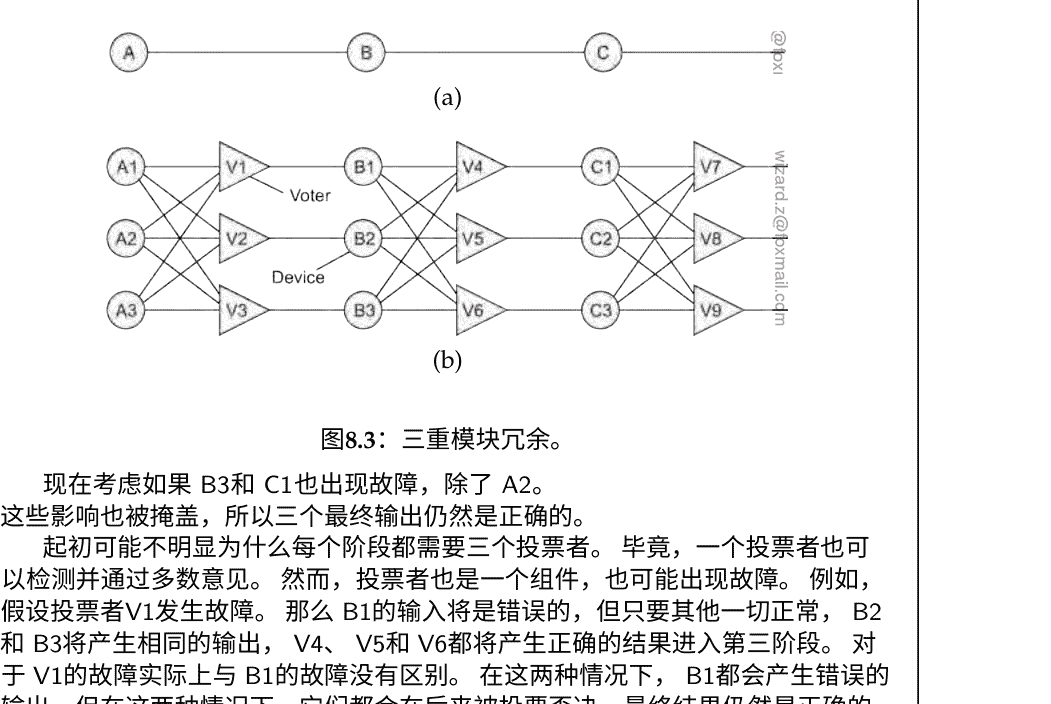 A B C
(a)
A1 V1 B1 V4 C1 V7
Voter
A2 V2 B2 V5 C2 V8
Device
A3 V3 B3 V6 C3 V9
(b)
wizard.z@foxmail.com
图8.3：三重模块冗余。
现在考虑如果 B3和 C1也出现故障，除了 A2。
这些影响也被掩盖，所以三个最终输出仍然是正确的。
起初可能不明显为什么每个阶段都需要三个投票者。 毕竟，一个投票者也可
以检测并通过多数意见。 然而，投票者也是一个组件，也可能出现故障。 例如，
假设投票者V1发生故障。 那么 B1的输入将是错误的，但只要其他一切正常， B2
和 B3将产生相同的输出， V4、 V5和 V6都将产生正确的结果进入第三阶段。 对
于 V1的故障实际上与 B1的故障没有区别。 在这两种情况下， B1都会产生错误的